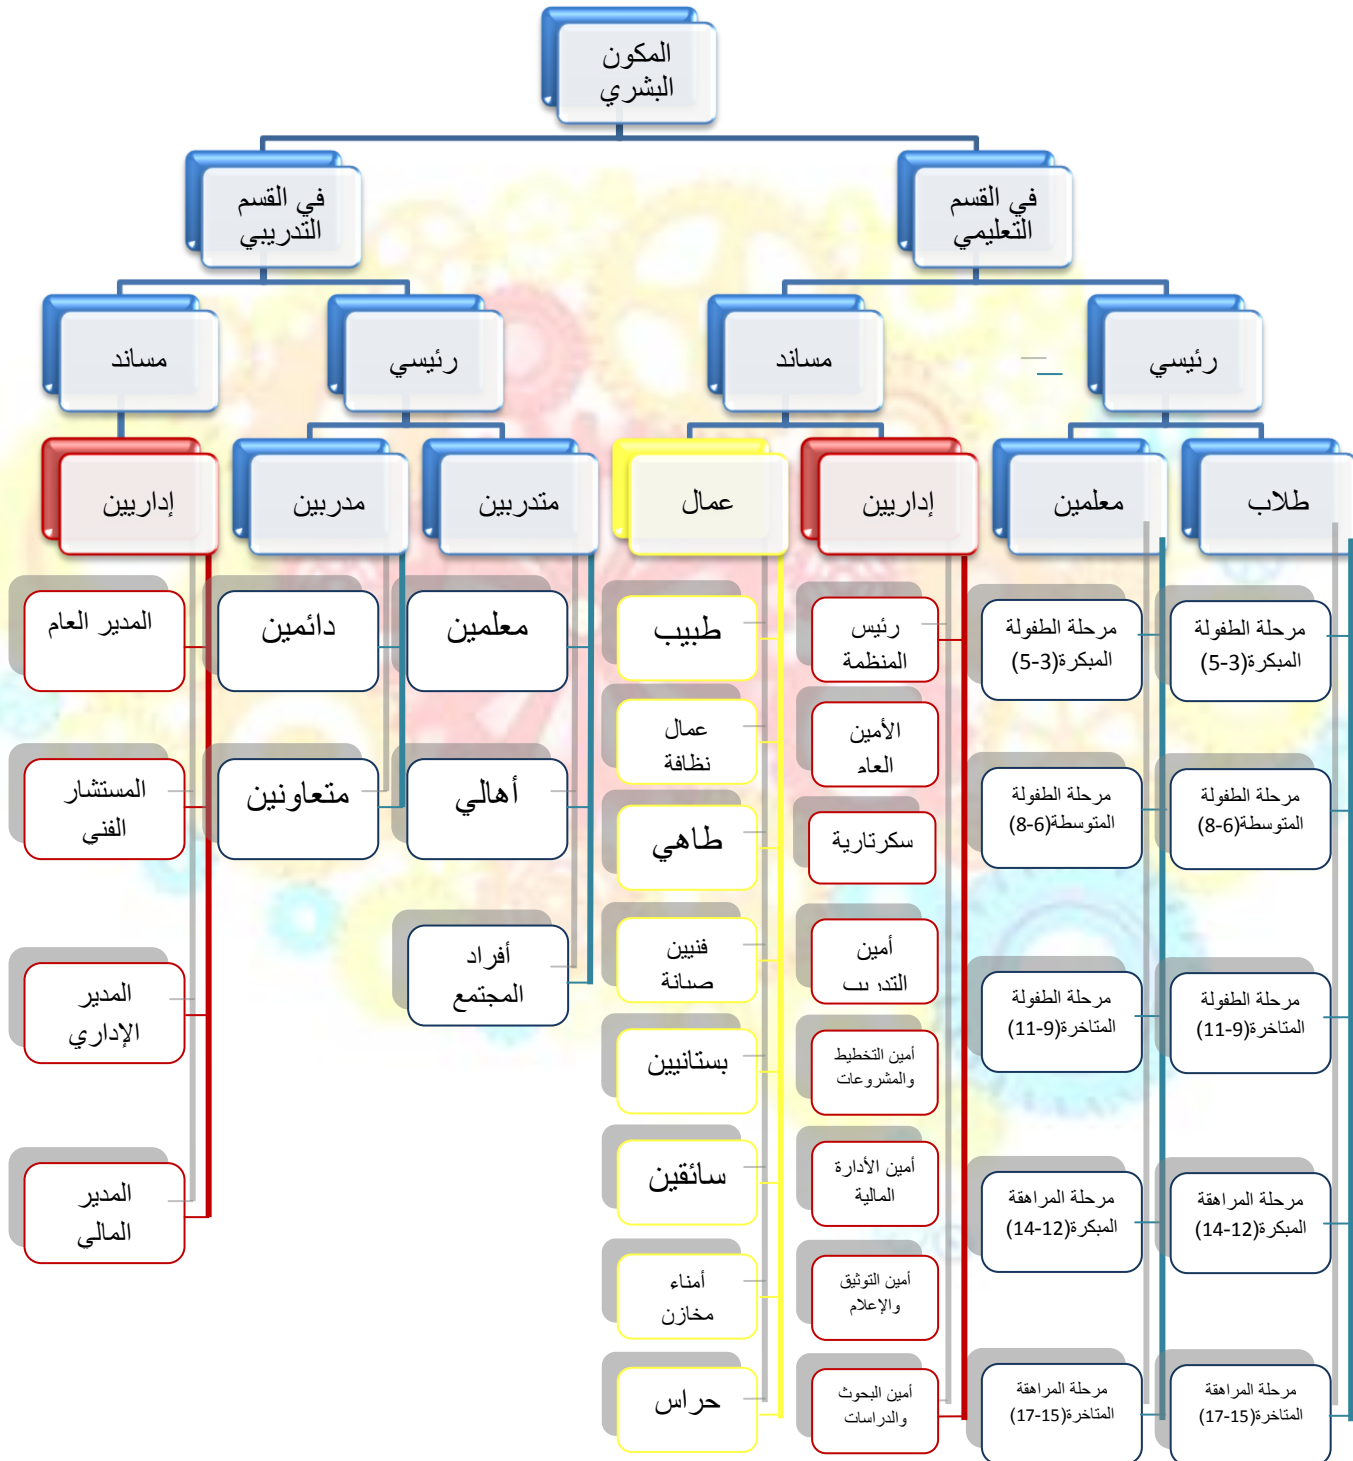 المكون
البشري
في القسم
التعليمي
في القسم
التدريبي
رئيسي
مساند
رئيسي
مساند
طلاب
معلمين
إداريين
عمال
متدربين
مدربين
إداريين
مرحلة الطفولة
المبكرة(3-5)
مرحلة الطفولة
المتوسطة(6-8)
مرحلة الطفولة
المتاخرة(9-11)
مرحلة المراهقة
المبكرة(12-14)
مرحلة المراهقة
المتاخرة(15-17)
مرحلة الطفولة
المبكرة(3-5)
مرحلة الطفولة
المتوسطة(6-8)
مرحلة الطفولة
المتاخرة(9-11)
مرحلة المراهقة
المبكرة(12-14)
مرحلة المراهقة
المتاخرة(15-17)
رئيس
المنظمة
الأمين
العام
سكرتارية
أمين
التدريب
أمين التخطيط
والمشروعات
أمين الأدارة
المالية
أمين التوثيق
والإعلام
أمين البحوث
والدراسات
طبيب
عمال
نظافة
طاهي
فنيين
صيانة
بستانيين
سائقين
أمناء
مخازن
حراس
معلمين
أهالي
أفراد
المجتمع
دائمين
متعاونين
المدير العام
المستشار
الفني
المدير
الإداري
المدير
المالي